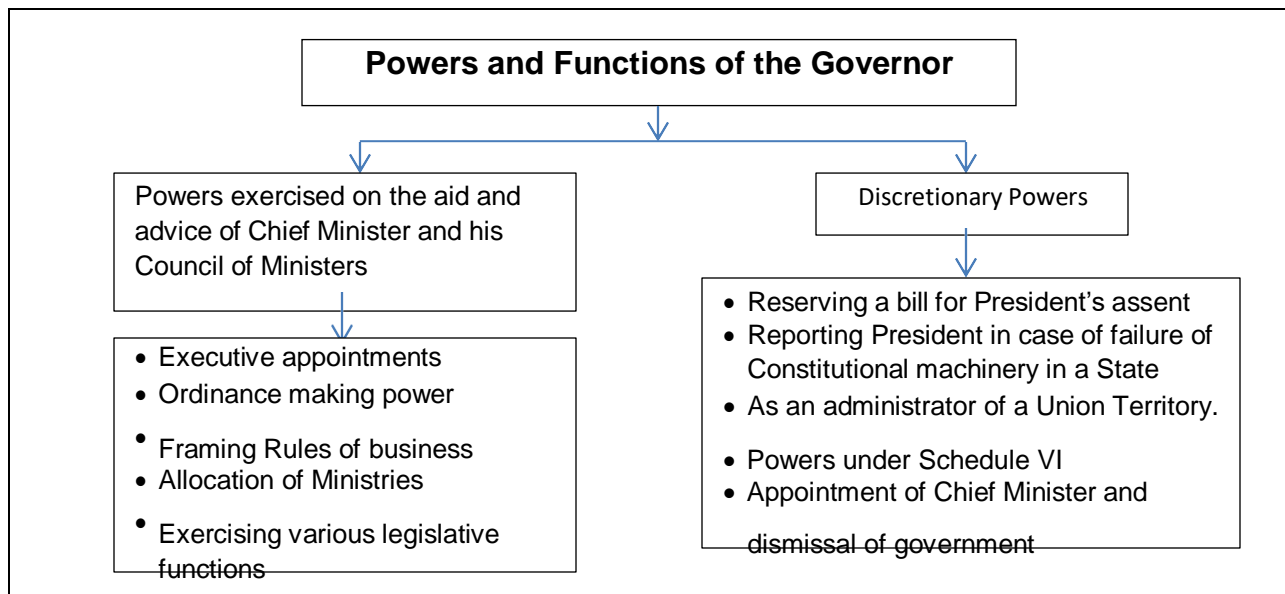 Powers and Functions of the Governor
Powers exercised on the aid and
advice of Chief Minister and his
Council of Ministers
• Executive appointments
• Ordinance making power
• Framing Rules of business
• Allocation of Ministries
• Exercising various legislative
functions
Discretionary Powers
• Reserving a bill for President’s assent
• Reporting President in case of failure of
Constitutional machinery in a State
• As an administrator of a Union Territory.
• Powers under Schedule VI
• Appointment of Chief Minister and
dismissal of government